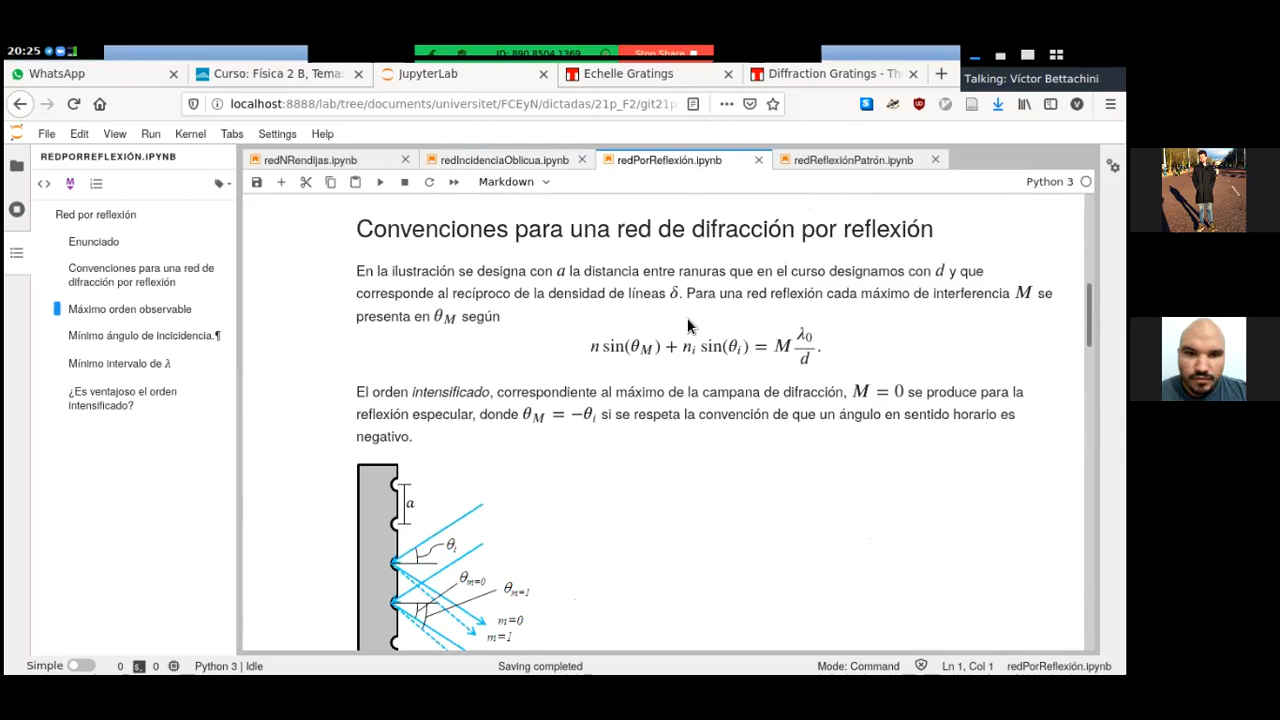 20:25
ID: 890 8504 1369 Stop Share
WhatsApp Curso: Física 2 B, Tema: JupyterLab Echelle Gratings Diffraction Gratings - Th Talking: Víctor Bettachini
localhost:8888/lab/tree/documents/universitet/FCEyN/dictadas/21p_F2/git21p
File Edit View Run Kernel Tabs Settings Help
REDPORREFLEXIÓN.IPYNB
redNRendijas.ipynb redIncidenciaOblicua.ipynb redPorReflexión.ipynb redReflexiónPatrón.ipynb
Markdown Python 3
Red por reflexión
Enunciado
Convenciones para una red de
difracción por reflexión
Máximo orden observable
Mínimo ángulo de incicidencia.¶
Mínimo intervalo de λ
¿Es ventajoso el orden
intensificado?
Convenciones para una red de difracción por reflexión
En la ilustración se designa con a la distancia entre ranuras que en el curso designamos con d y que
corresponde al recíproco de la densidad de líneas δ. Para una red reflexión cada máximo de interferencia M se
presenta en θ_M según
n sin(θ_M) + n_i sin(θ_i) = M λ_0/d.
El orden intensificado, correspondiente al máximo de la campana de difracción, M = 0 se produce para la
reflexión especular, donde θ_M = −θ_i si se respeta la convención de que un ángulo en sentido horario es
negativo.
a
θ_i
θ_m=0
θ_m=1
m=0
m=1
Simple 0 0 Python 3 | Idle Saving completed Mode: Command Ln 1, Col 1 redPorReflexión.ipynb